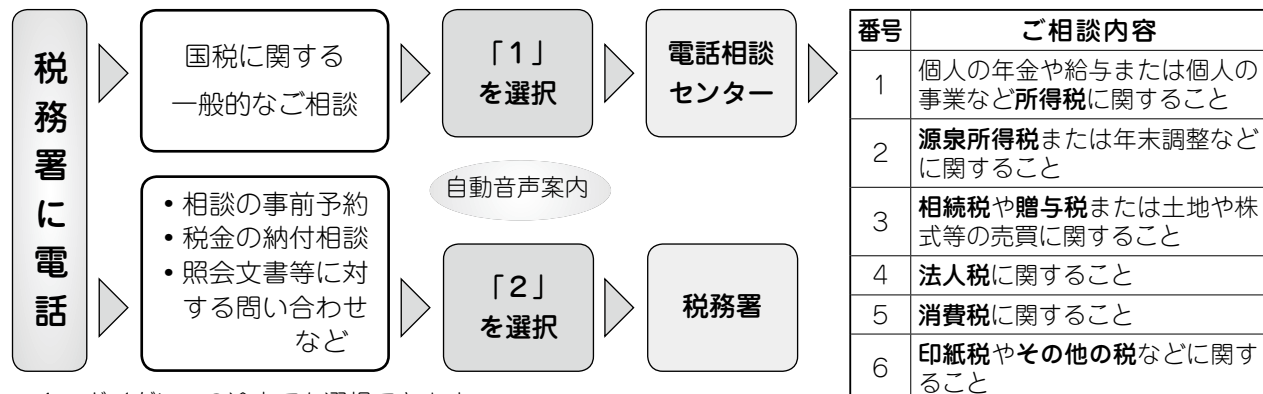 税務署に電話
国税に関する
一般的なご相談
「1」
を選択
電話相談
センター
自動音声案内
• 相談の事前予約
• 税金の納付相談
• 照会文書等に対
する問い合わせ
など
「2」
を選択
税務署
番号 ご相談内容
1 個人の年金や給与または個人の
事業など所得税に関すること
2 源泉所得税または年末調整など
に関すること
3 相続税や贈与税または土地や株
式等の売買に関すること
4 法人税に関すること
5 消費税に関すること
6 印紙税やその他の税などに関す
ること